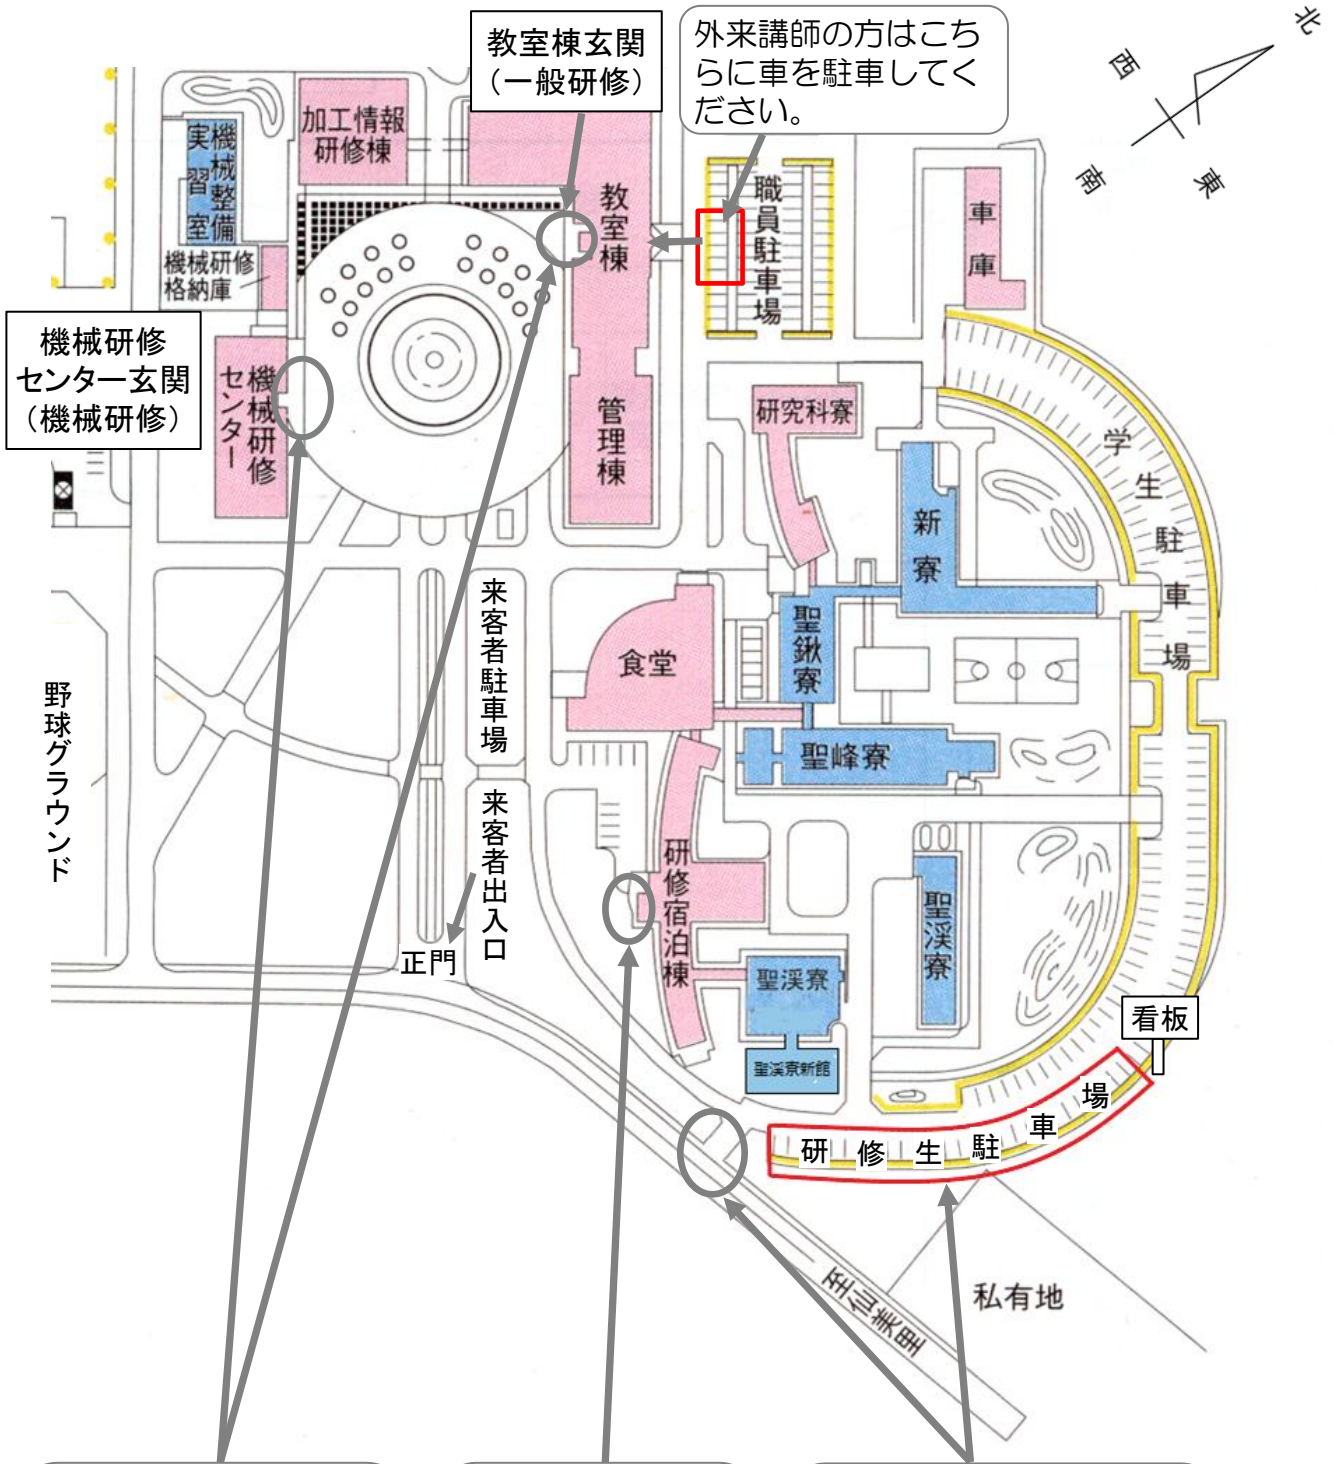 教室棟玄関
（一般研修）
外来講師の方はこち
らに車を駐車してく
ださい。
北
西
南
東
加工情報
研修棟
機械整備
実習室
機械研修
格納庫
教室棟
職員駐車場
車庫
機械研修
センター玄関
（機械研修）
機械研修
センター
管理棟
研究科寮
学生駐車場
新寮
来客者駐車場
食堂
聖鍬寮
野球グラウンド
聖峰寮
来客者出入口
正門
研修宿泊棟
聖渓寮
聖渓寮
聖渓寮新館
看板
研修生駐車場
至仙美里
私有地